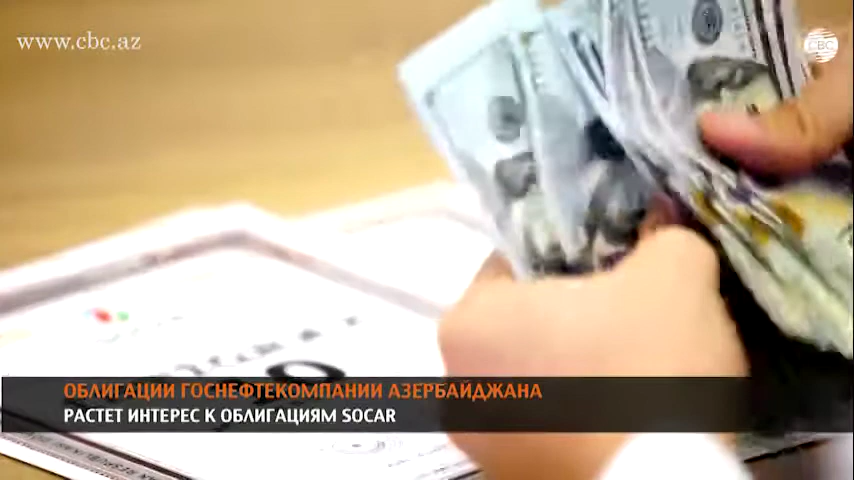 www.cbc.az
CBC
ОБЛИГАЦИИ ГОСНЕФТЕКОМПАНИИ АЗЕРБАЙДЖАНА
РАСТЕТ ИНТЕРЕС К ОБЛИГАЦИЯМ SOCAR